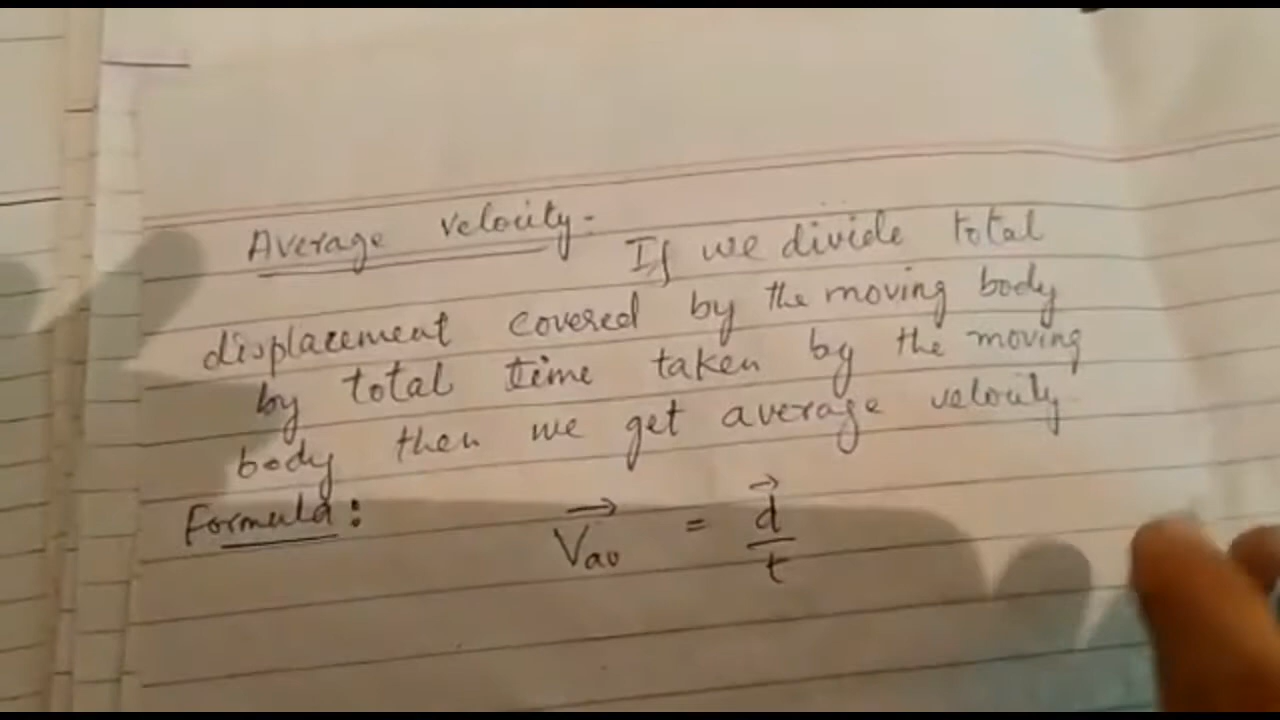 Average velocity:-
If we divide total
displacement covered by the moving body
by total time taken by the moving
body then we get average velocity
Formula: V⃗av = d⃗/t